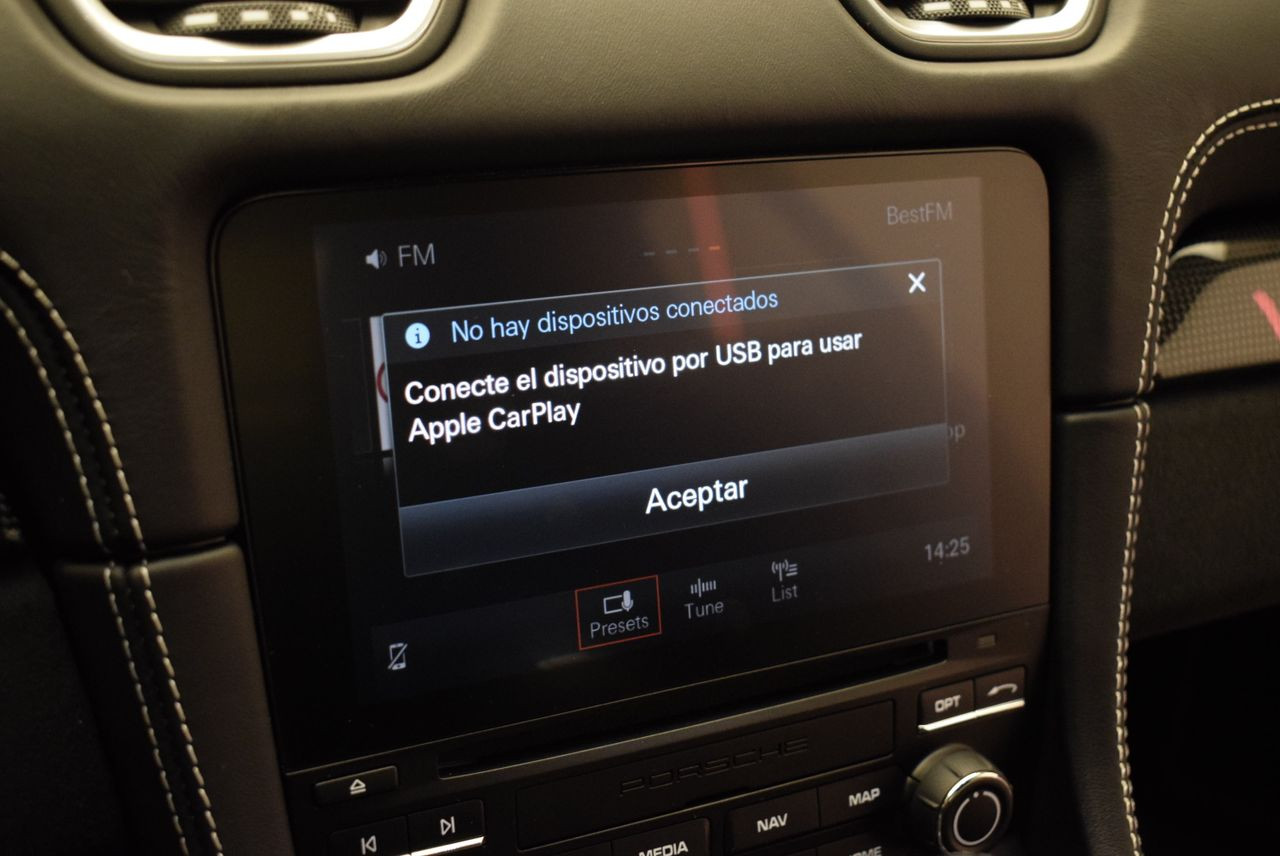 FM
BestFM
No hay dispositivos conectados
Conecte el dispositivo por USB para usar
Apple CarPlay
Aceptar
14:25
Presets
Tune
List
OPT
PORSCHE
MAP
NAV
MEDIA